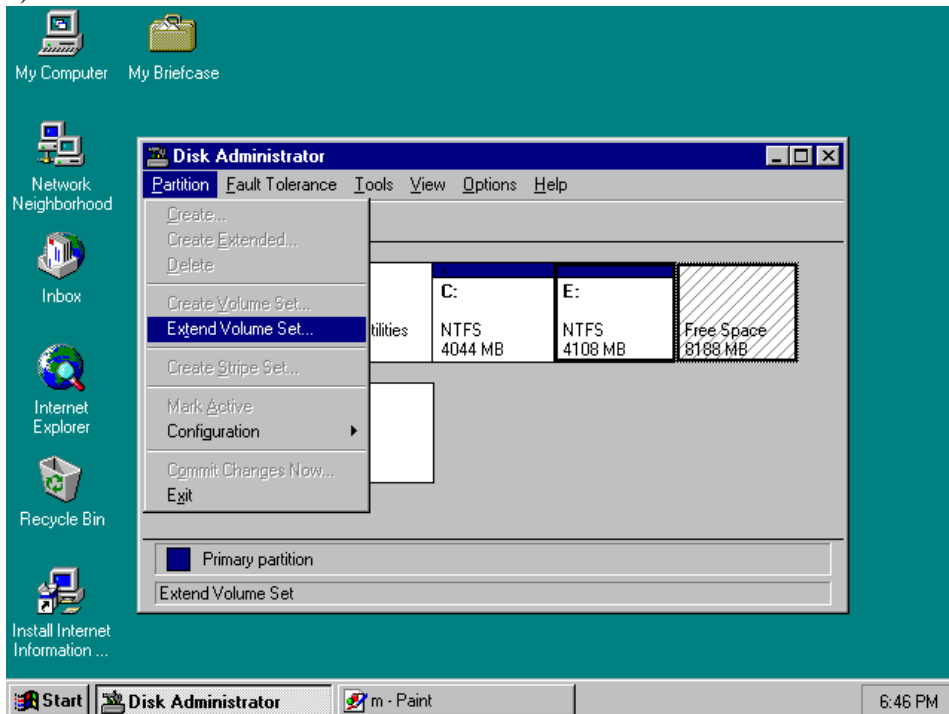 My Computer
My Briefcase
Network
Neighborhood
Inbox
Internet
Explorer
Recycle Bin
Install Internet
Information ...
Disk Administrator
Partition Fault Tolerance Tools View Options Help
Create...
Create Extended...
Delete
Create Volume Set...
Extend Volume Set...
Create Stripe Set...
Mark Active
Configuration
Commit Changes Now...
Exit
tilities
C:
NTFS
4044 MB
E:
NTFS
4108 MB
Free Space
8188 MB
Primary partition
Extend Volume Set
Start Disk Administrator m - Paint 6:46 PM